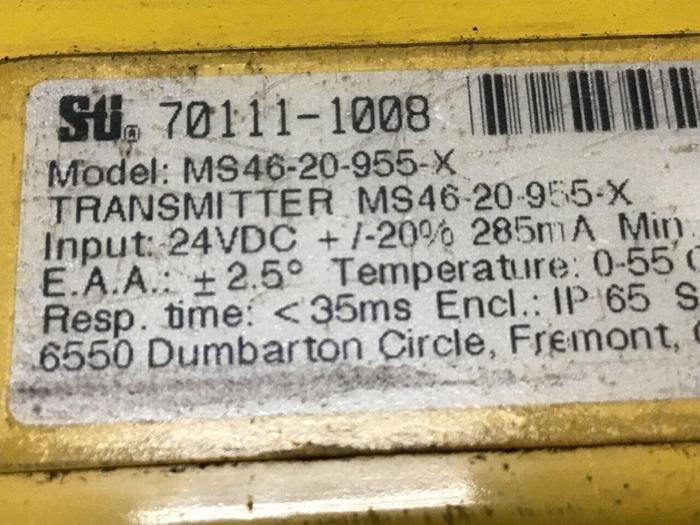 Sti 70111-1008
Model: MS46-20-955-X
TRANSMITTER MS46-20-955-X
Input: 24VDC +/-20% 285mA Min.
E.A.A.: ± 2.5° Temperature: 0-55
Resp. time: <35ms Encl.: IP 65
6550 Dumbarton Circle, Fremont,